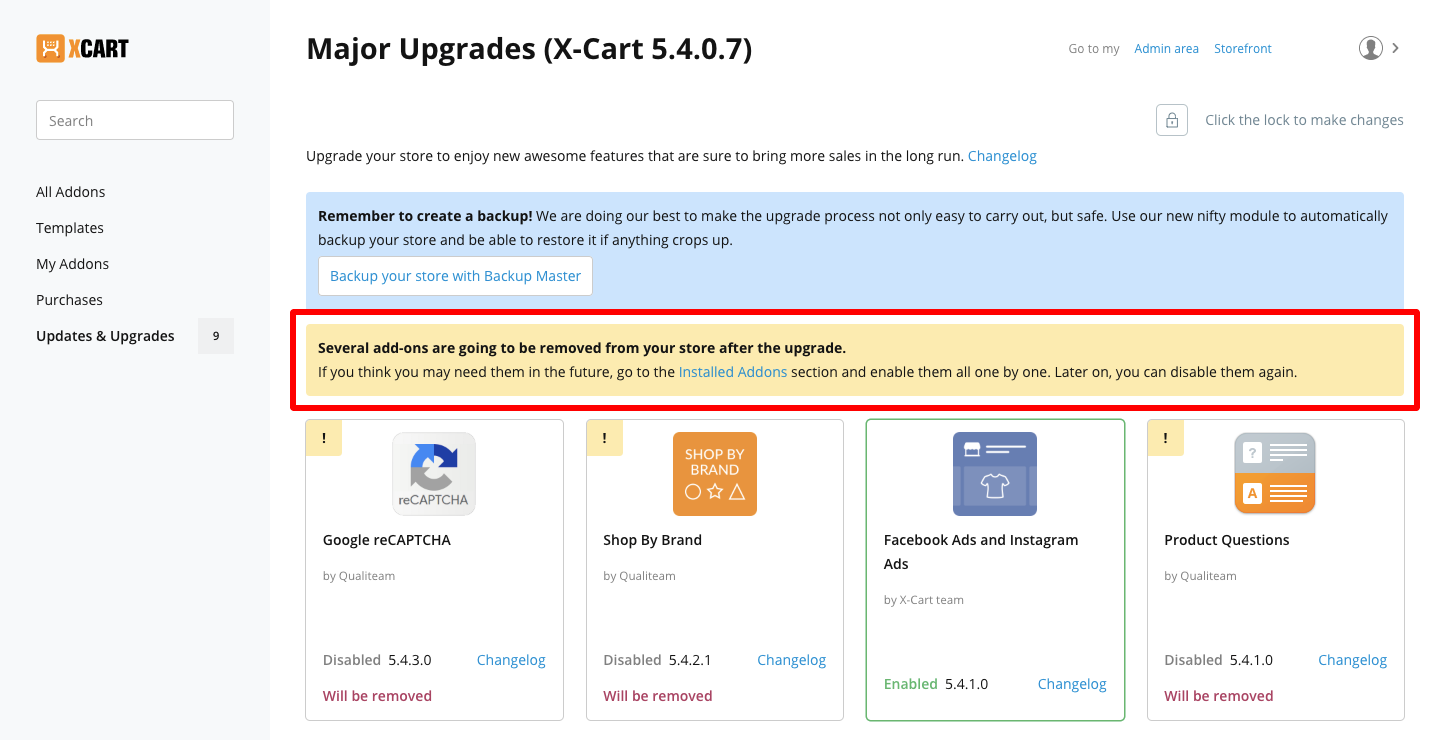 XCART
Search
All Addons
Templates
My Addons
Purchases
Updates & Upgrades 9
Major Upgrades (X-Cart 5.4.0.7)
Go to my Admin area Storefront
Click the lock to make changes
Upgrade your store to enjoy new awesome features that are sure to bring more sales in the long run. Changelog
Remember to create a backup! We are doing our best to make the upgrade process not only easy to carry out, but safe. Use our new nifty module to automatically
backup your store and be able to restore it if anything crops up.
Backup your store with Backup Master
Several add-ons are going to be removed from your store after the upgrade.
If you think you may need them in the future, go to the Installed Addons section and enable them all one by one. Later on, you can disable them again.
!
reCAPTCHA
Google reCAPTCHA
by Qualiteam
Disabled 5.4.3.0 Changelog
Will be removed
!
SHOP BY
BRAND
Shop By Brand
by Qualiteam
Disabled 5.4.2.1 Changelog
Will be removed
Facebook Ads and Instagram
Ads
by X-Cart team
Enabled 5.4.1.0 Changelog
!
?
A
Product Questions
by Qualiteam
Disabled 5.4.1.0 Changelog
Will be removed